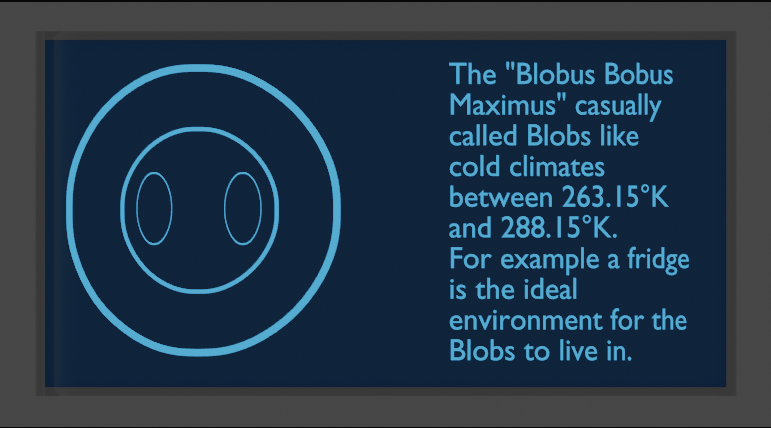 The "Blobus Bobus
Maximus" casually
called Blobs like
cold climates
between 263.15°K
and 288.15°K.
For example a fridge
is the ideal
environment for the
Blobs to live in.